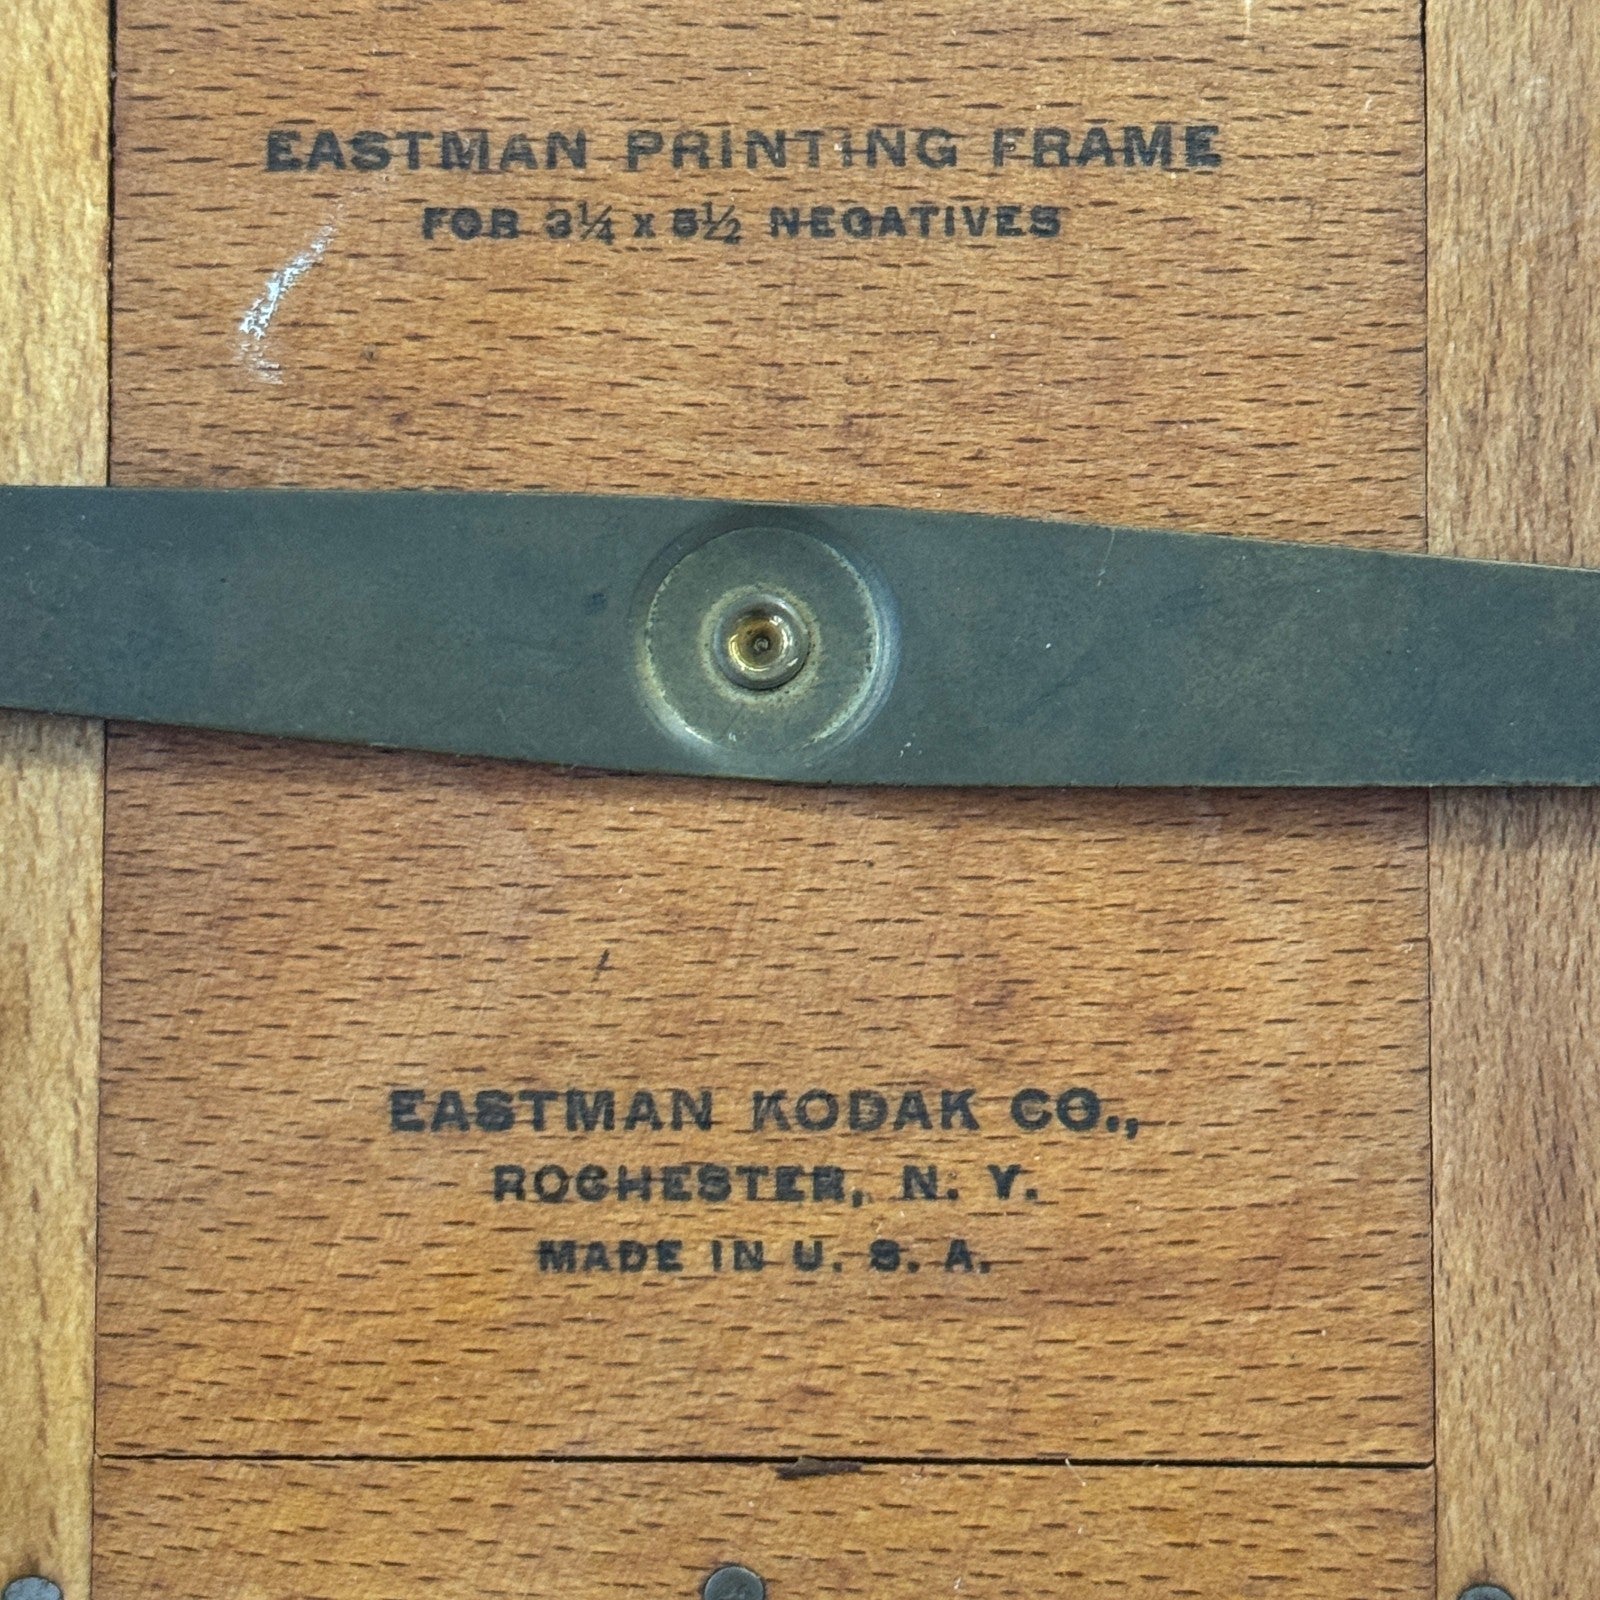 EASTMAN PRINTING FRAME
FOR 3¼ x 5½ NEGATIVES
EASTMAN KODAK CO.,
ROCHESTER, N. Y.
MADE IN U. S. A.